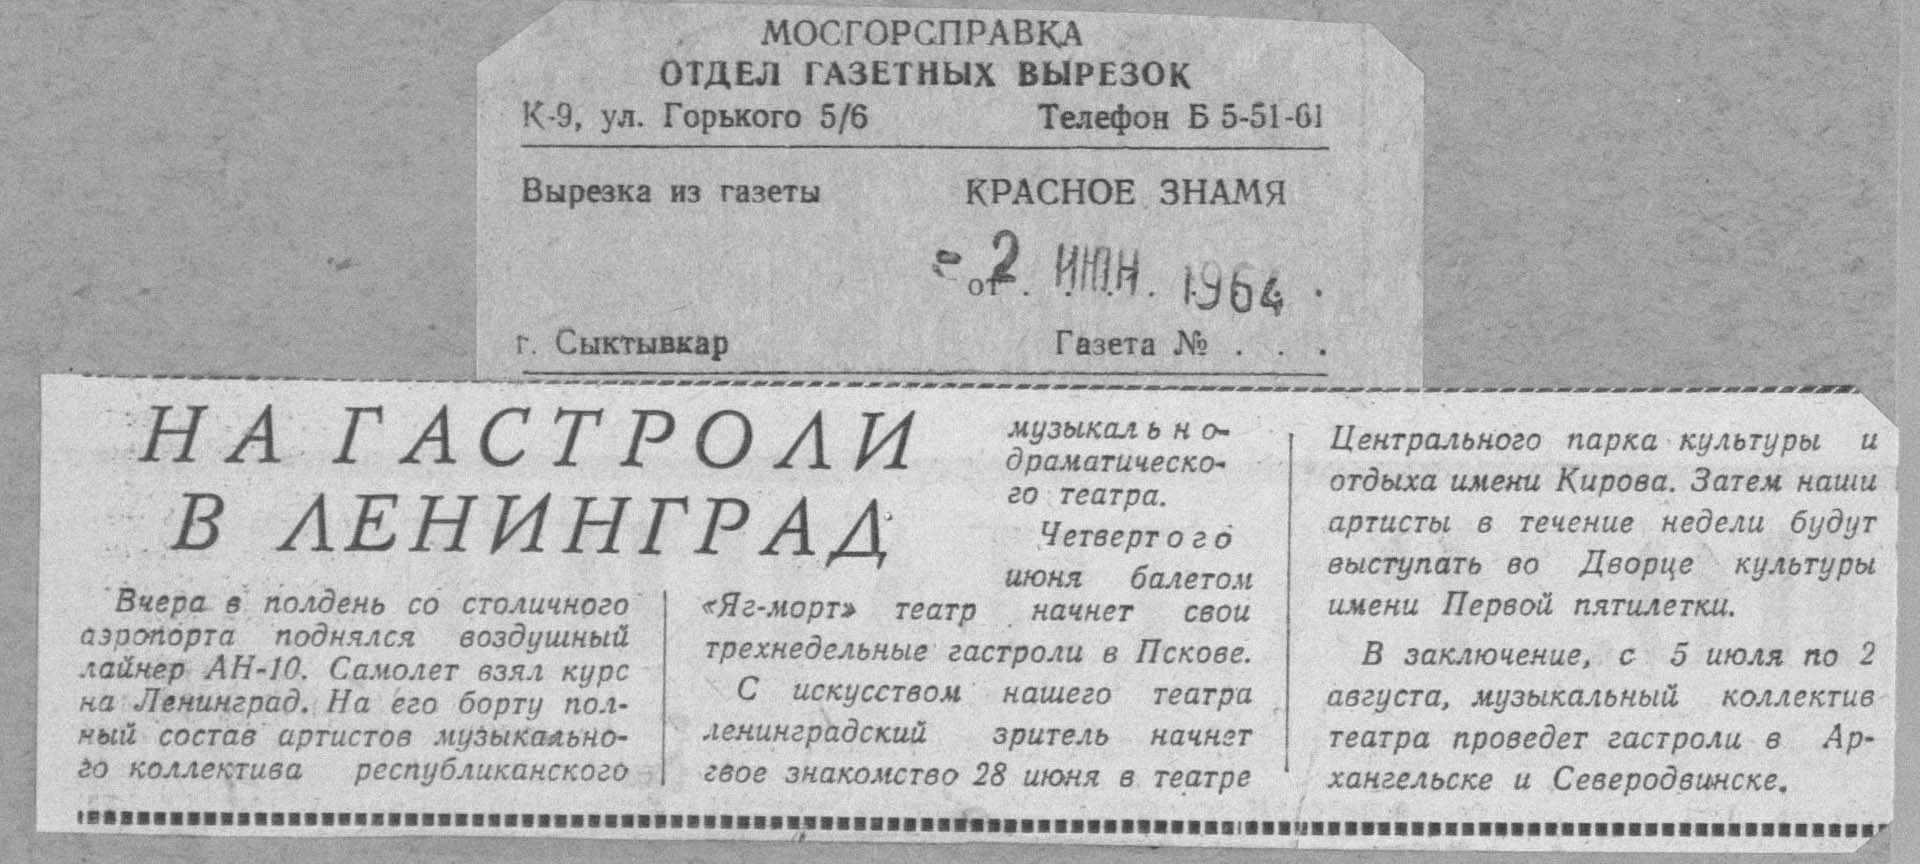 МОСГОРСПРАВКА
ОТДЕЛ ГАЗЕТНЫХ ВЫРЕЗОК
К-9, ул. Горького 5/6 Телефон Б 5-51-61
Вырезка из газеты КРАСНОЕ ЗНАМЯ
от - 2 ИЮН. 1964
г. Сыктывкар Газета № . . .
НА ГАСТРОЛИ
В ЛЕНИНГРАД
Вчера в полдень со столичного
аэропорта поднялся воздушный
лайнер АН-10. Самолет взял курс
на Ленинград. На его борту пол-
ный состав артистов музыкально-
го коллектива республиканского
музыкально-
драматическо-
го театра.
Четвертого
июня балетом
«Яг-морт» театр начнет свои
трехнедельные гастроли в Пскове.
С искусством нашего театра
ленинградский зритель начнет
свое знакомство 28 июня в театре
Центрального парка культуры и
отдыха имени Кирова. Затем наши
артисты в течение недели будут
выступать во Дворце культуры
имени Первой пятилетки.
В заключение, с 5 июля по 2
августа, музыкальный коллектив
театра проведет гастроли в Ар-
хангельске и Северодвинске.